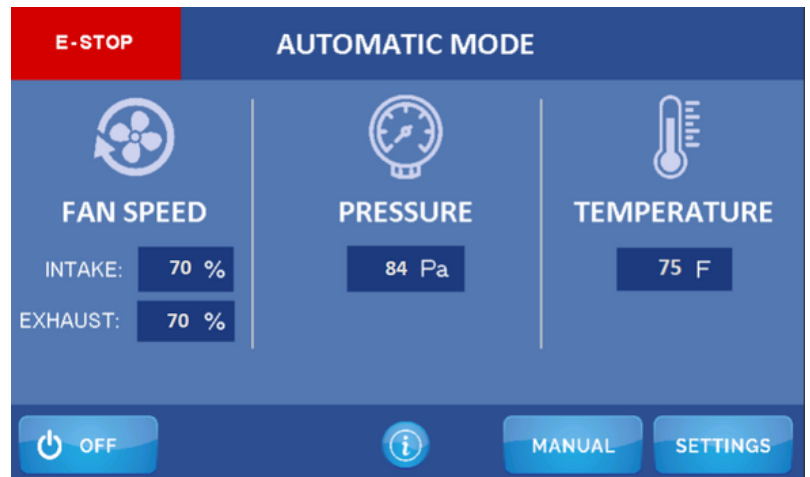 E-STOP
AUTOMATIC MODE
FAN SPEED
INTAKE: 70 %
EXHAUST: 70 %
PRESSURE
84 Pa
TEMPERATURE
75 F
OFF
i
MANUAL
SETTINGS